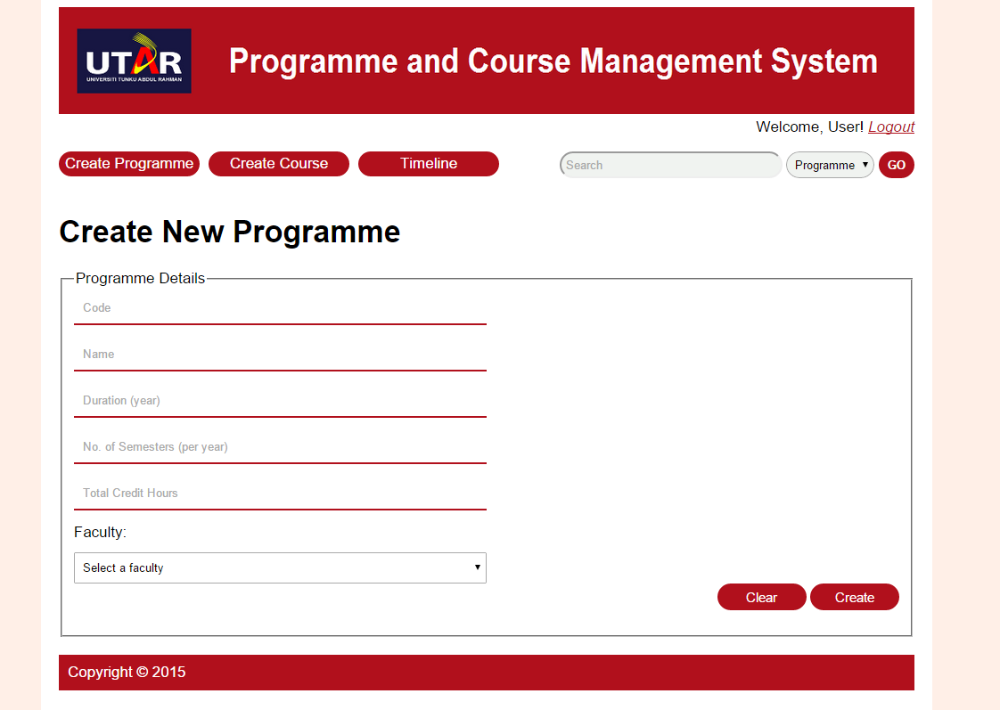 UTAR
UNIVERSITI TUNKU ABDUL RAHMAN
Programme and Course Management System
Welcome, User! Logout
Create Programme Create Course Timeline Search Programme GO
Create New Programme
Programme Details
Code
Name
Duration (year)
No. of Semesters (per year)
Total Credit Hours
Faculty:
Select a faculty
Clear Create
Copyright © 2015